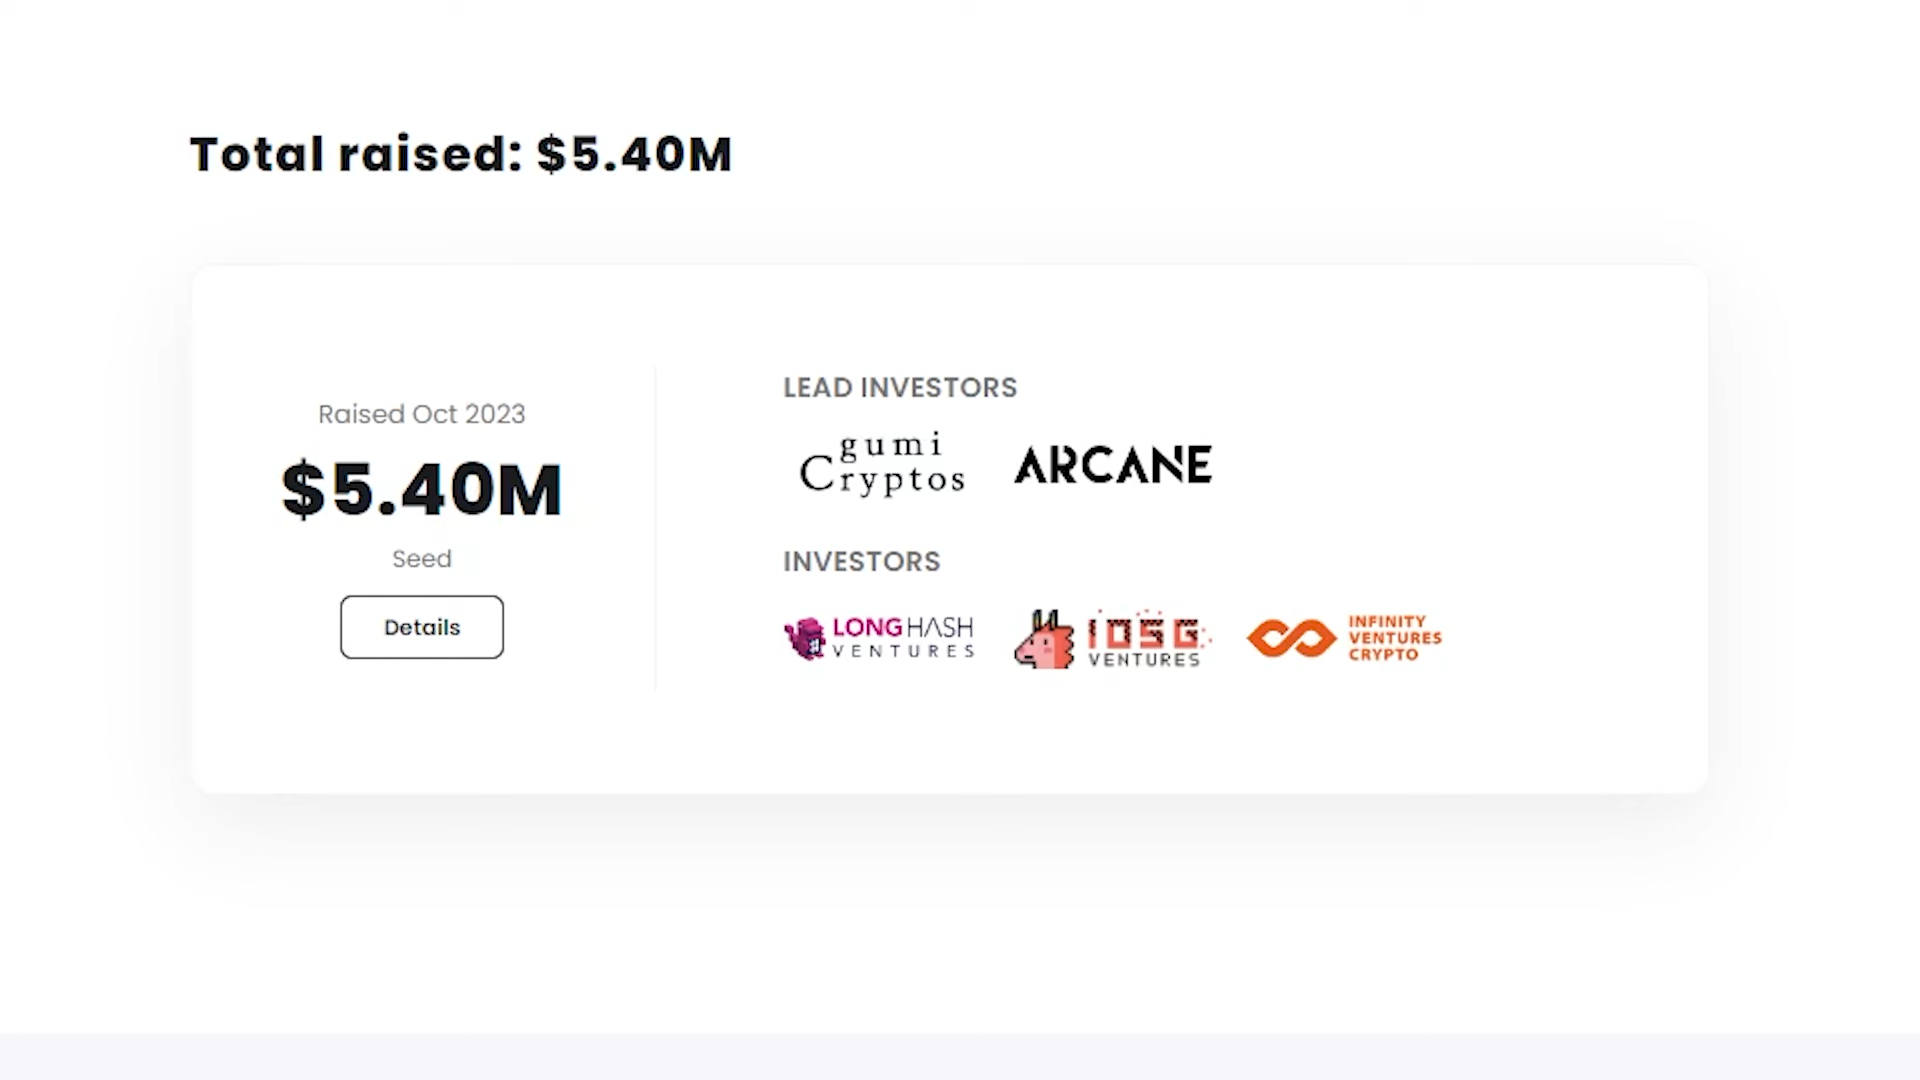 Total raised: $5.40M
Raised Oct 2023
$5.40M
Seed
Details
LEAD INVESTORS
gumi
Cryptos
ARCANE
INVESTORS
LONGHASH
VENTURES
IOSG
VENTURES
INFINITY
VENTURES
CRYPTO